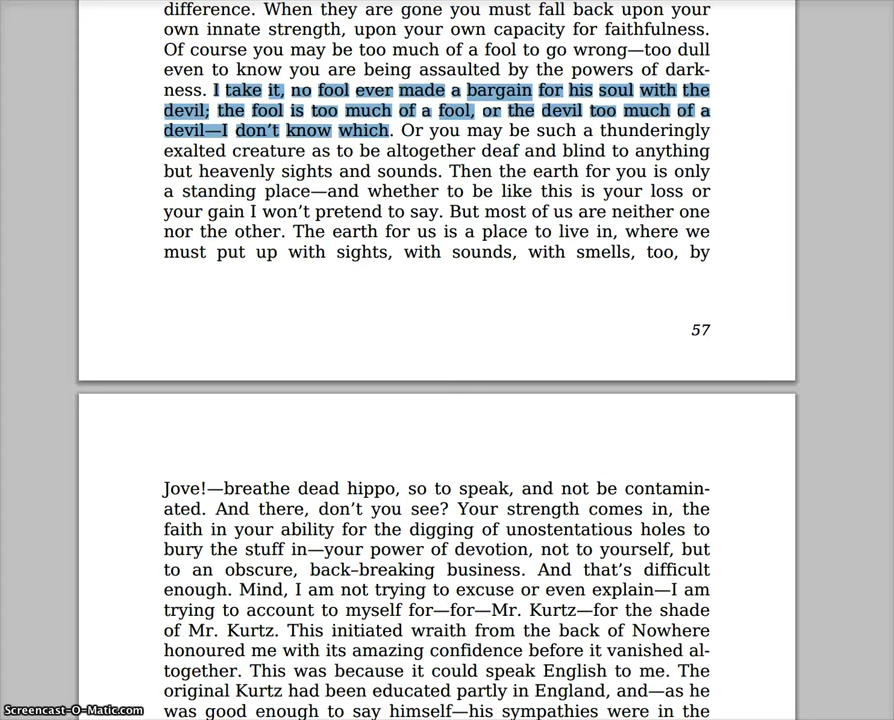 difference. When they are gone you must fall back upon your
own innate strength, upon your own capacity for faithfulness.
Of course you may be too much of a fool to go wrong—too dull
even to know you are being assaulted by the powers of dark-
ness. I take it, no fool ever made a bargain for his soul with the
devil; the fool is too much of a fool, or the devil too much of a
devil—I don’t know which. Or you may be such a thunderingly
exalted creature as to be altogether deaf and blind to anything
but heavenly sights and sounds. Then the earth for you is only
a standing place—and whether to be like this is your loss or
your gain I won’t pretend to say. But most of us are neither one
nor the other. The earth for us is a place to live in, where we
must put up with sights, with sounds, with smells, too, by
57
Jove!—breathe dead hippo, so to speak, and not be contamin-
ated. And there, don’t you see? Your strength comes in, the
faith in your ability for the digging of unostentatious holes to
bury the stuff in—your power of devotion, not to yourself, but
to an obscure, back–breaking business. And that’s difficult
enough. Mind, I am not trying to excuse or even explain—I am
trying to account to myself for—for—Mr. Kurtz—for the shade
of Mr. Kurtz. This initiated wraith from the back of Nowhere
honoured me with its amazing confidence before it vanished al-
together. This was because it could speak English to me. The
original Kurtz had been educated partly in England, and—as he
was good enough to say himself—his sympathies were in the
Screencast-O-Matic.com